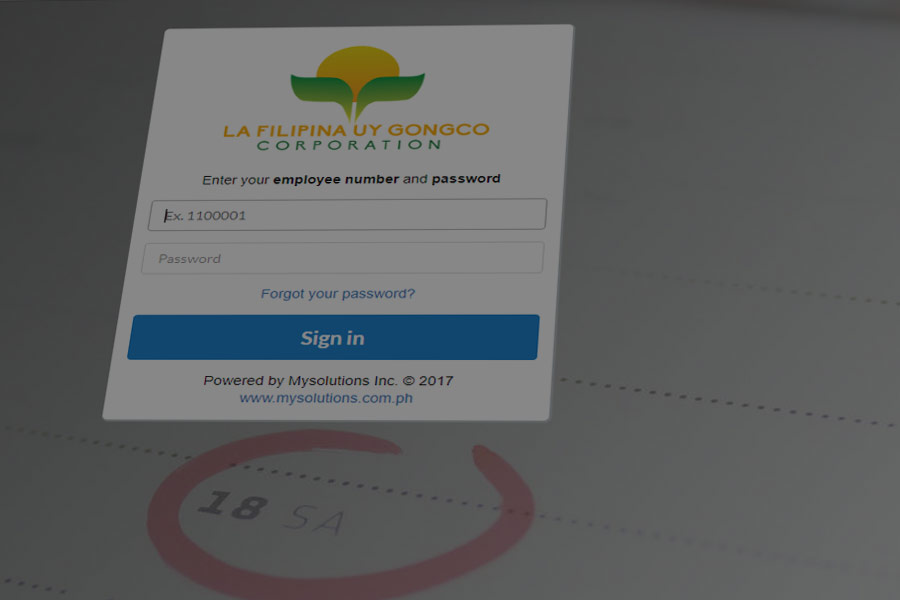 LA FILIPINA UY GONGCO
CORPORATION
Enter your employee number and password
Ex. 1100001
Password
Forgot your password?
Sign in
Powered by Mysolutions Inc. © 2017
www.mysolutions.com.ph
18 SA